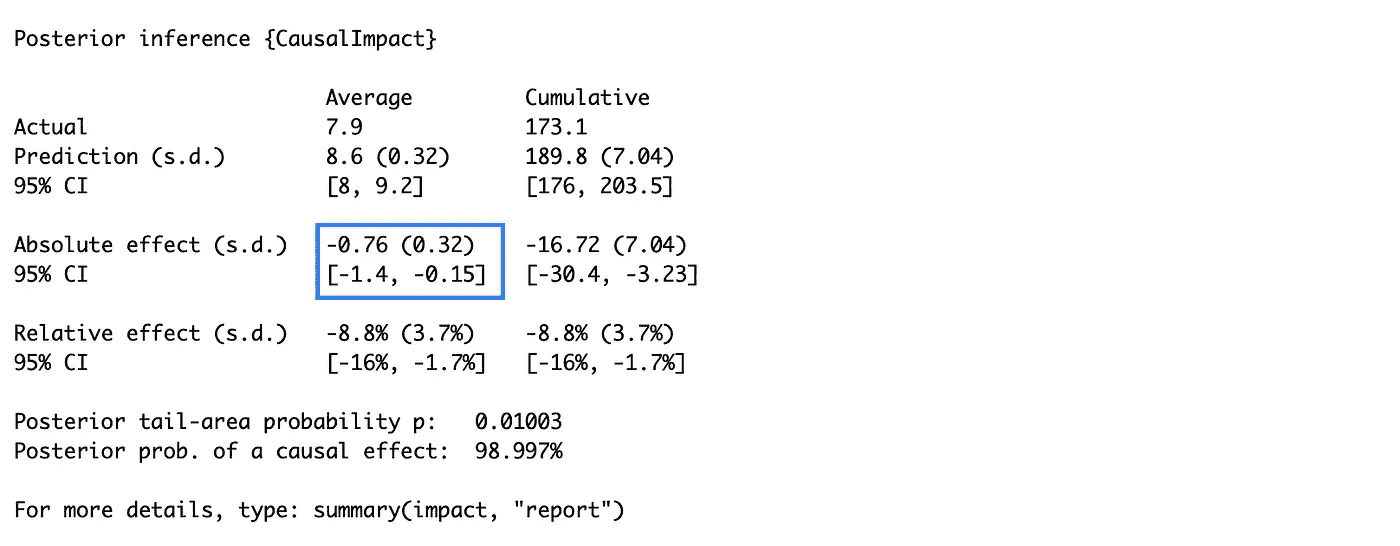 Posterior inference {CausalImpact}
Average Cumulative
Actual 7.9 173.1
Prediction (s.d.) 8.6 (0.32) 189.8 (7.04)
95% CI [8, 9.2] [176, 203.5]
Absolute effect (s.d.) -0.76 (0.32) -16.72 (7.04)
95% CI [-1.4, -0.15] [-30.4, -3.23]
Relative effect (s.d.) -8.8% (3.7%) -8.8% (3.7%)
95% CI [-16%, -1.7%] [-16%, -1.7%]
Posterior tail-area probability p: 0.01003
Posterior prob. of a causal effect: 98.997%
For more details, type: summary(impact, "report")